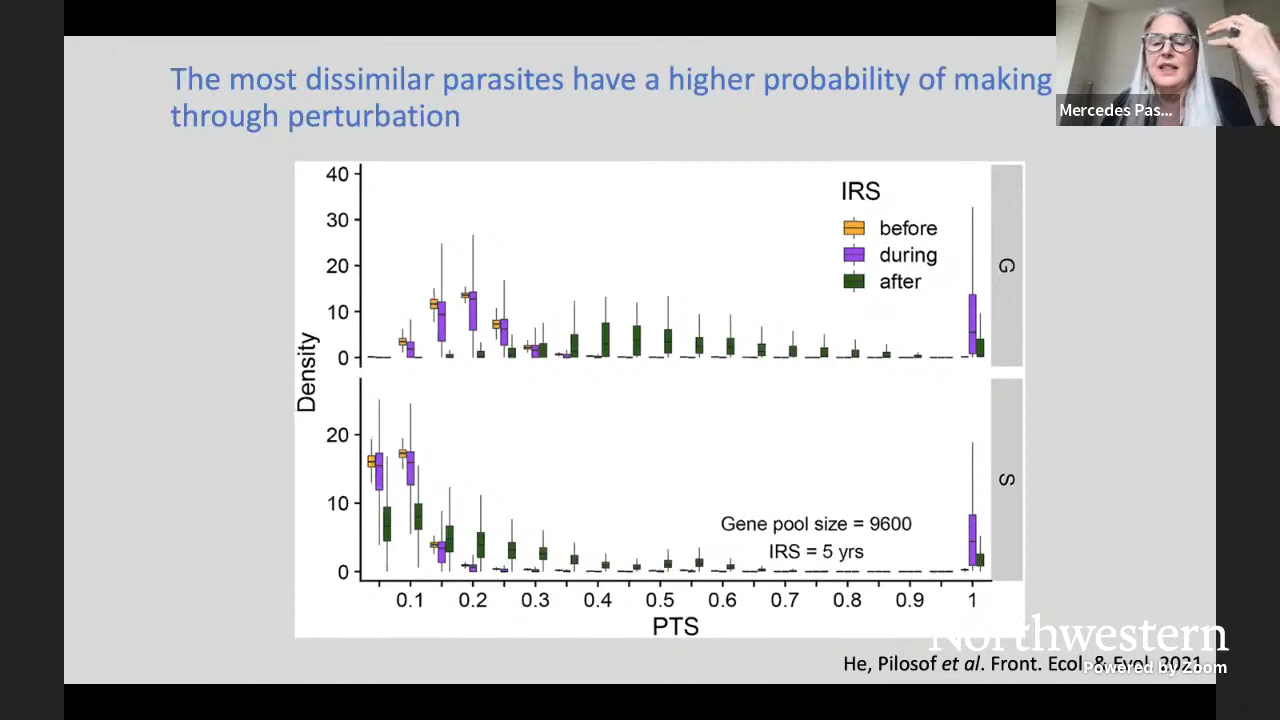 The most dissimilar parasites have a higher probability of making
through perturbation
Mercedes Pas...
IRS
before
during
after
40
30
20
10
0
G
Density
20
10
0
S
Gene pool size = 9600
IRS = 5 yrs
0.1 0.2 0.3 0.4 0.5 0.6 0.7 0.8 0.9 1
PTS
Northwestern
He, Pilosof et al. Front. Ecol. & Evol. 2021
Powered by Zoom